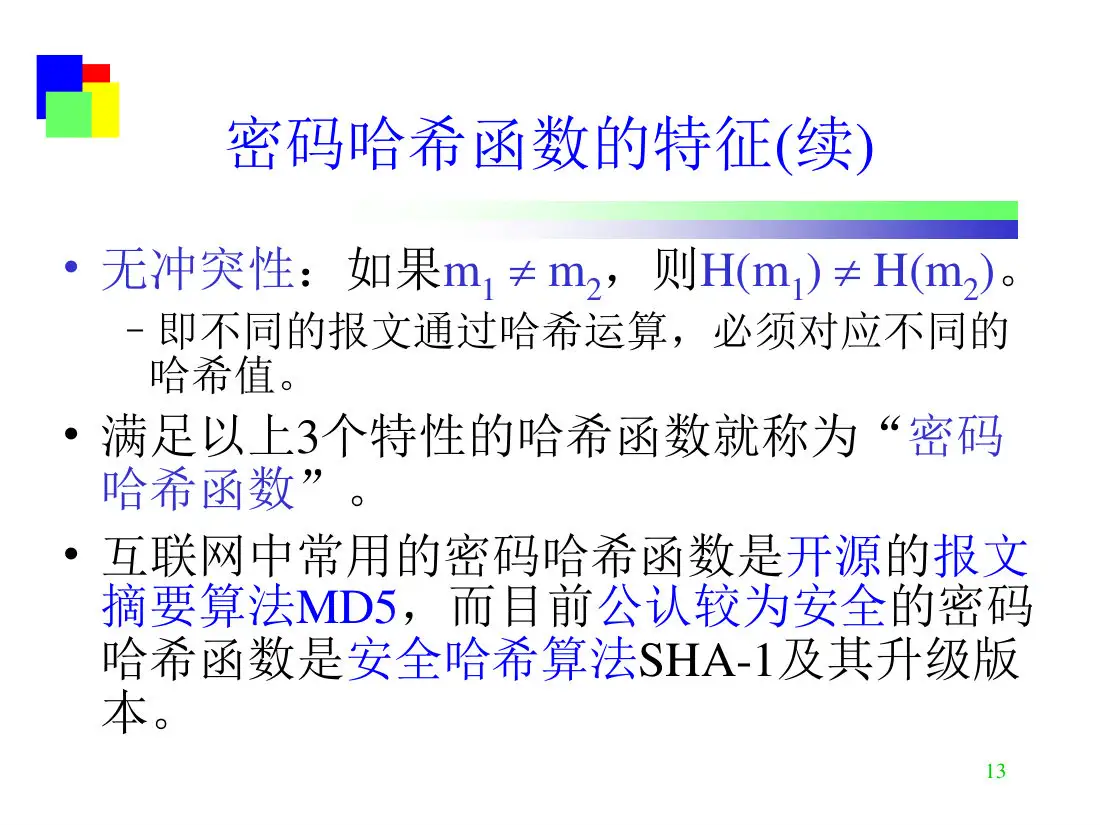 密码哈希函数的特征(续)
• 无冲突性：如果m₁ ≠ m₂，则H(m₁) ≠ H(m₂)。
– 即不同的报文通过哈希运算，必须对应不同的
哈希值。
• 满足以上3个特性的哈希函数就称为“密码
哈希函数”。
• 互联网中常用的密码哈希函数是开源的报文
摘要算法MD5，而目前公认较为安全的密码
哈希函数是安全哈希算法SHA-1及其升级版
本。
13